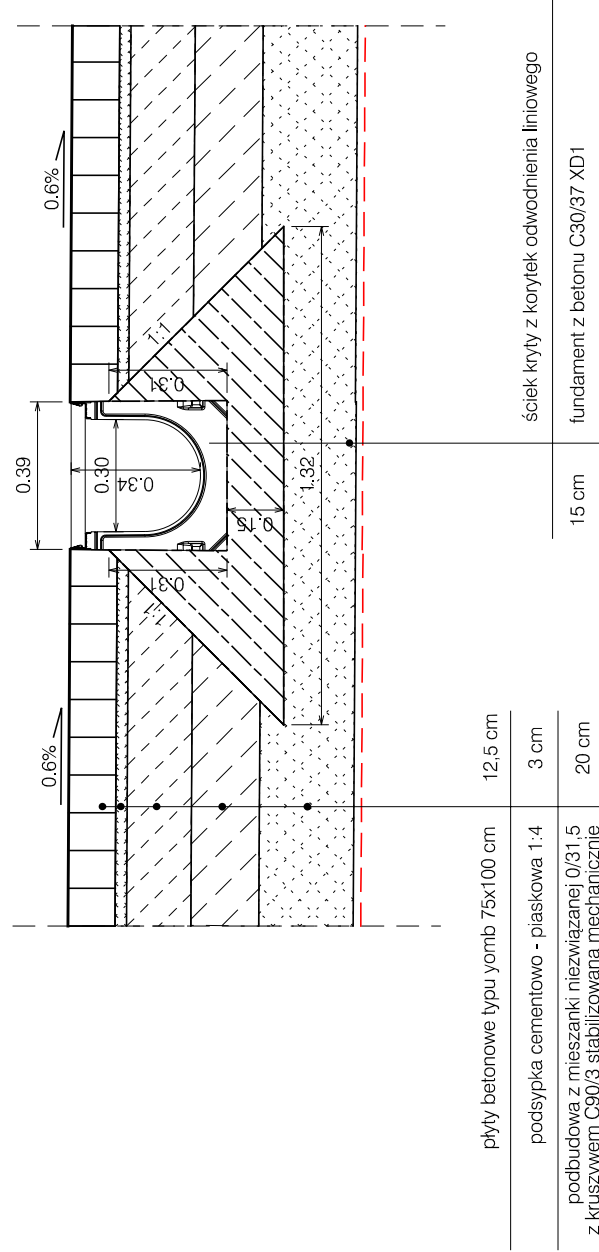 0.6%
0.6%
0.39
0.30
0.34
0.31
0.31
1:1
1:1
0.15
1.32
płyty betonowe typu yomb 75x100 cm 12,5 cm
podsypka cementowo - piaskowa 1:4 3 cm
podbudowa z mieszanki niezwiązanej 0/31,5 20 cm
z kruszywem C90/3 stabilizowana mechanicznie
ściek kryty z korytek odwodnienia liniowego
15 cm fundament z betonu C30/37 XD1